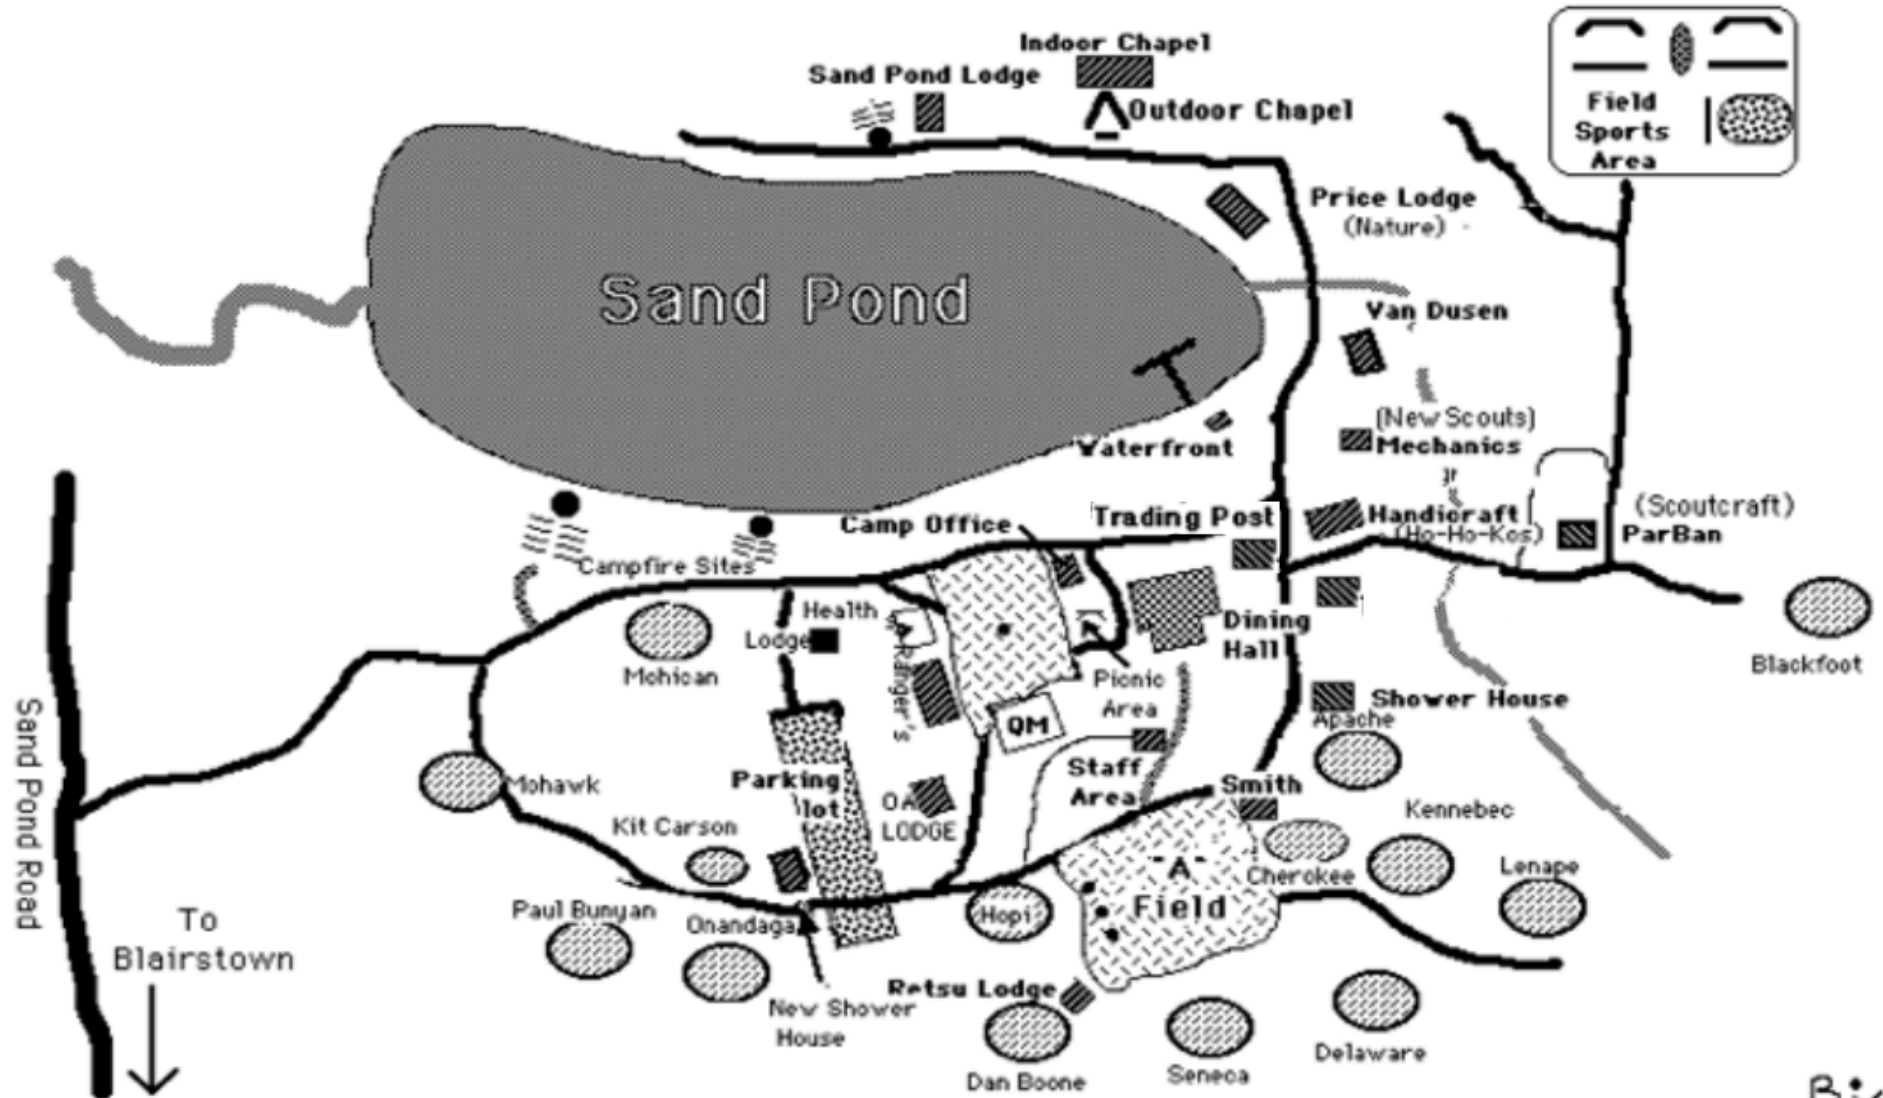 Indoor Chapel
Sand Pond Lodge
Outdoor Chapel
Field
Sports
Area
Price Lodge
(Nature)
Sand Pond
Van Dusen
(New Scouts)
Mechanics
Waterfront
Camp Office
Trading Post
Handicraft
(Ho-Ho-Kos)
(Scoutcraft)
ParBan
Campfire Sites
Health
Lodge
Mohican
Ranger's
Dining
Hall
Picnic
Area
Blackfoot
QM
Shower House
Apache
Sand Pond Road
Mohawk
Parking
lot
OA
LODGE
Staff
Area
Smith
Kennebec
Kit Carson
Cherokee
Lenape
"A"
Field
Hopi
Paul Bunyan
Onandaga
To
Blairstown
New Shower
House
Retsu Lodge
Dan Boone
Seneca
Delaware